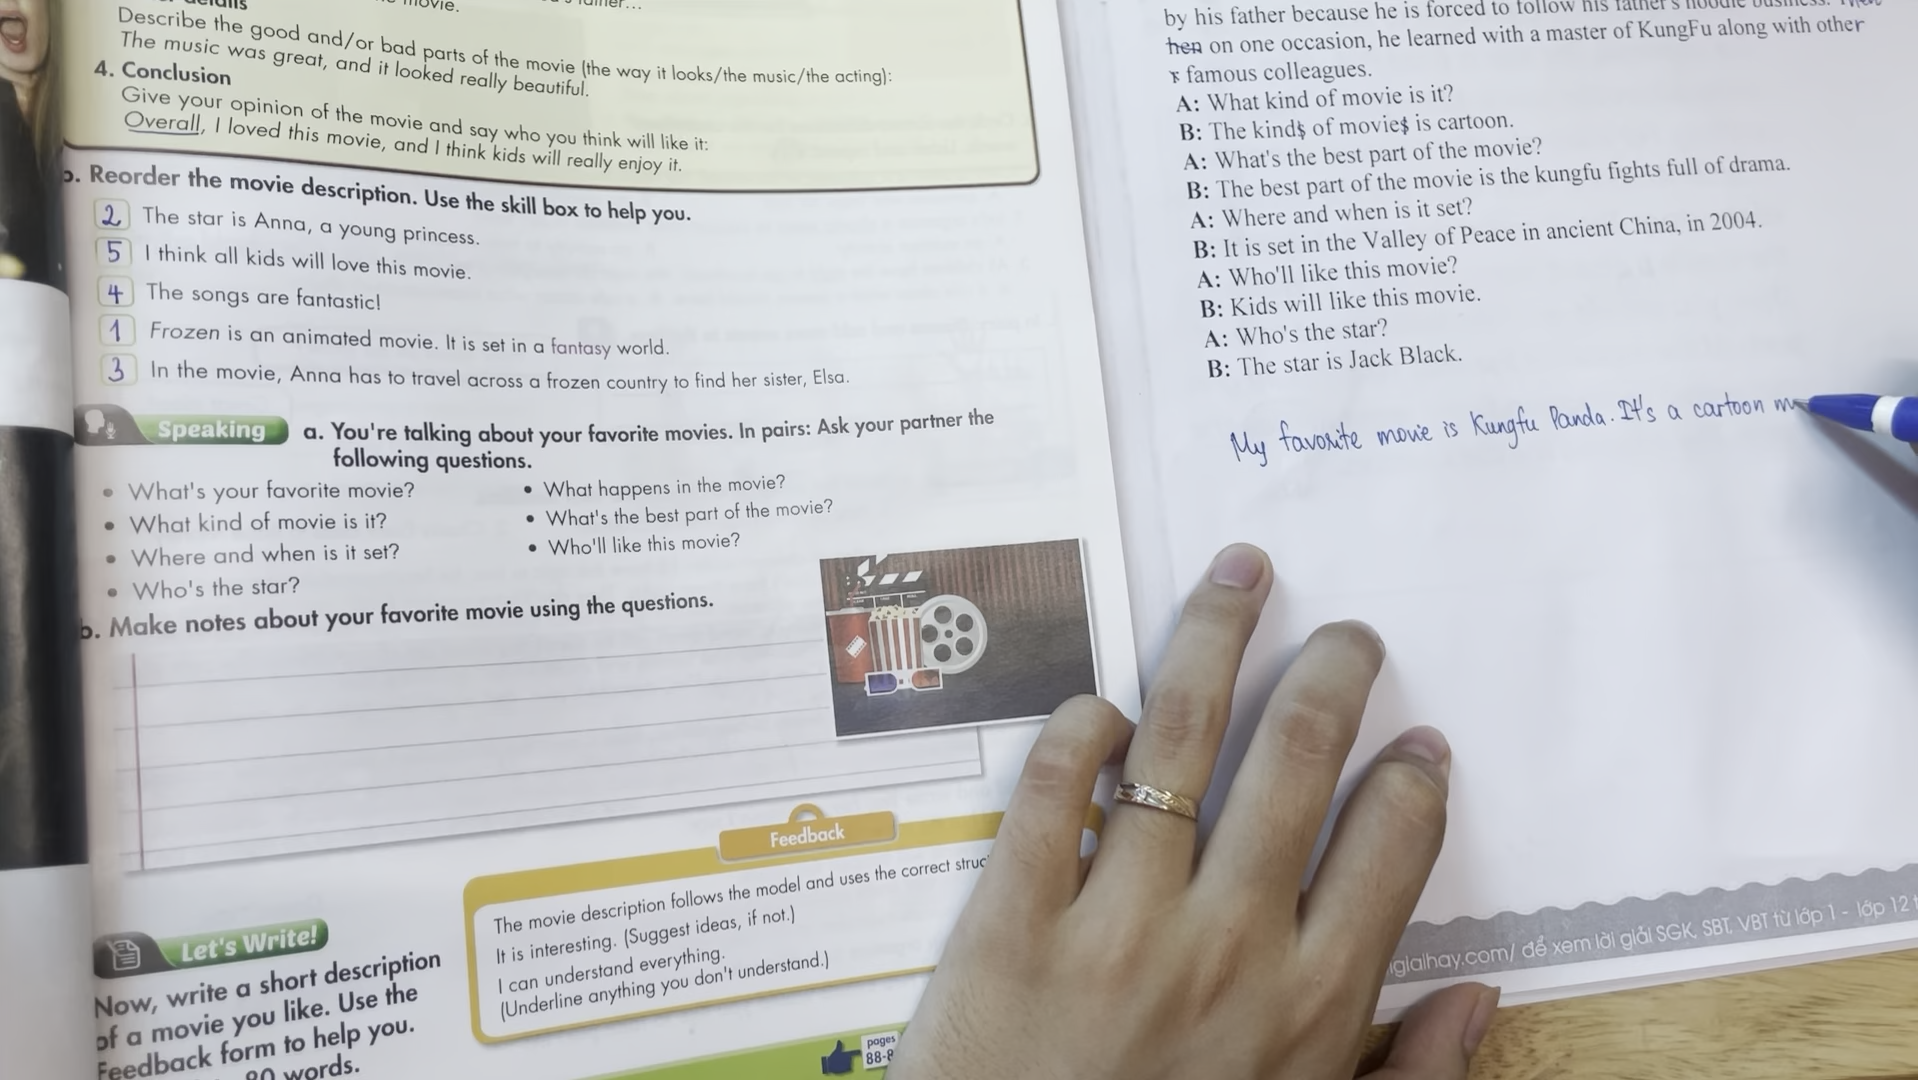 movie.
Describe the good and/or bad parts of the movie (the way it looks/the music/the acting):
The music was great, and it looked really beautiful.
4. Conclusion
Give your opinion of the movie and say who you think will like it:
Overall, I loved this movie, and I think kids will really enjoy it.
b. Reorder the movie description. Use the skill box to help you.
2 The star is Anna, a young princess.
5 I think all kids will love this movie.
4 The songs are fantastic!
1 Frozen is an animated movie. It is set in a fantasy world.
3 In the movie, Anna has to travel across a frozen country to find her sister, Elsa.
Speaking a. You're talking about your favorite movies. In pairs: Ask your partner the
following questions.
• What's your favorite movie?
• What kind of movie is it?
• Where and when is it set?
• Who's the star?
• What happens in the movie?
• What's the best part of the movie?
• Who'll like this movie?
b. Make notes about your favorite movie using the questions.
Feedback
The movie description follows the model and uses the correct struc
It is interesting. (Suggest ideas, if not.)
I can understand everything.
(Underline anything you don't understand.)
Let's Write!
Now, write a short description
of a movie you like. Use the
Feedback form to help you.
80 words.
pages
88-8
by his father because he is forced to follow his father's noodle business. Then
hen on one occasion, he learned with a master of KungFu along with other
famous colleagues.
A: What kind of movie is it?
B: The kinds of movies is cartoon.
A: What's the best part of the movie?
B: The best part of the movie is the kungfu fights full of drama.
A: Where and when is it set?
B: It is set in the Valley of Peace in ancient China, in 2004.
A: Who'll like this movie?
B: Kids will like this movie.
A: Who's the star?
B: The star is Jack Black.
My favorite movie is Kungfu Panda. It's a cartoon m
igiaihay.com/ để xem lời giải SGK, SBT, VBT từ lớp 1 - lớp 12 t